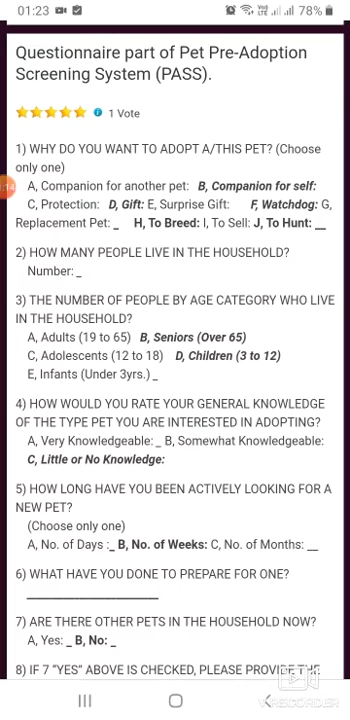 01:23 78%
Questionnaire part of Pet Pre-Adoption
Screening System (PASS).
1 Vote
1) WHY DO YOU WANT TO ADOPT A/THIS PET? (Choose
only one)
1:14 A, Companion for another pet: B, Companion for self:
C, Protection: D, Gift: E, Surprise Gift: F, Watchdog: G,
Replacement Pet: _ H, To Breed: I, To Sell: J, To Hunt: __
2) HOW MANY PEOPLE LIVE IN THE HOUSEHOLD?
Number: _
3) THE NUMBER OF PEOPLE BY AGE CATEGORY WHO LIVE
IN THE HOUSEHOLD?
A, Adults (19 to 65) B, Seniors (Over 65)
C, Adolescents (12 to 18) D, Children (3 to 12)
E, Infants (Under 3yrs.) _
4) HOW WOULD YOU RATE YOUR GENERAL KNOWLEDGE
OF THE TYPE PET YOU ARE INTERESTED IN ADOPTING?
A, Very Knowledgeable: _ B, Somewhat Knowledgeable:
C, Little or No Knowledge:
5) HOW LONG HAVE YOU BEEN ACTIVELY LOOKING FOR A
NEW PET?
(Choose only one)
A, No. of Days :_ B, No. of Weeks: C, No. of Months: __
6) WHAT HAVE YOU DONE TO PREPARE FOR ONE?
____________________
7) ARE THERE OTHER PETS IN THE HOUSEHOLD NOW?
A, Yes: _ B, No: _
8) IF 7 "YES" ABOVE IS CHECKED, PLEASE PROVIDE THE
RECORDER